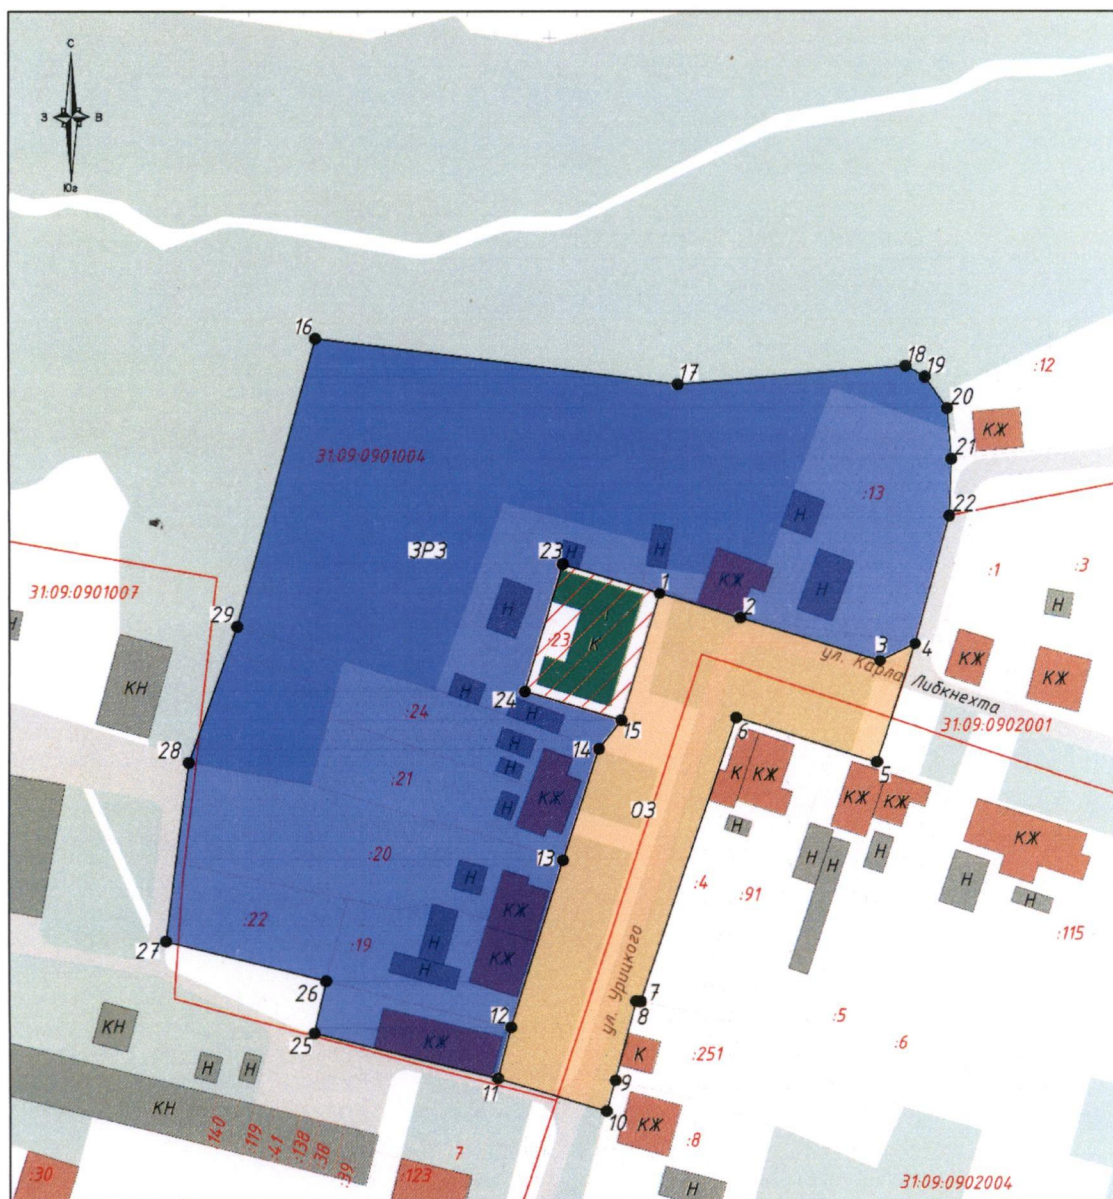 С
З В
Юг
16
17
18
19
:12
20
КЖ
21
31:09:0901004
:13
22
Н
ЗРЗ
23
Н
Н
:1
:3
31:09:0901007
1
КЖ
Н
Н
Н
2
29
Н
:23
К
3
4
КЖ
КЖ
ул. Карла Либкнехта
КН
24
Н
Н
:24
15
6
31:09:0902001
28
14
Н
Н
:21
К
КЖ
5
Н
КЖ
ОЗ
КЖ
КЖ
Н
КЖ
:20
13
Н
Н
Н
Н
:4
:91
Н
Н
КЖ
:22
:19
Н
:115
27
Н
КЖ
26
7
8
ул. Урицкого
:5
12
КН
КЖ
:6
25
К
:251
Н
Н
11
9
КН
10
КЖ
:8
:140
:119
:41
:138
:38
:39
7
:30
:123
Н
31:09:0902004